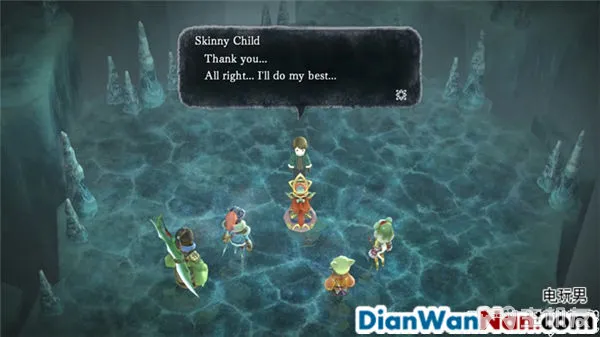 Skinny Child
Thank you...
All right... I'll do my best...
电玩男
DianWanNan.com